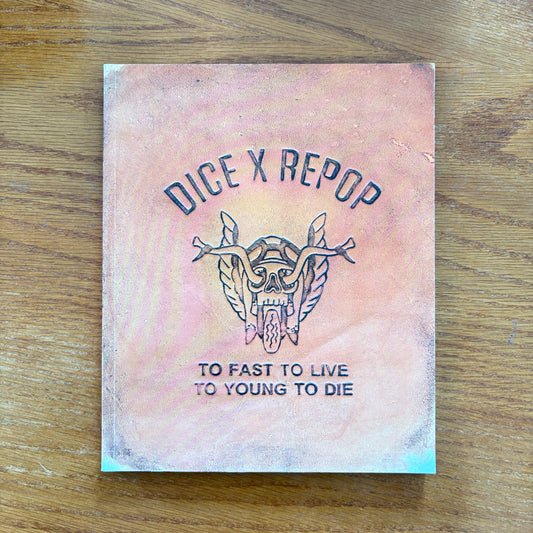 DICE X REPOP
TO FAST TO LIVE
TO YOUNG TO DIE